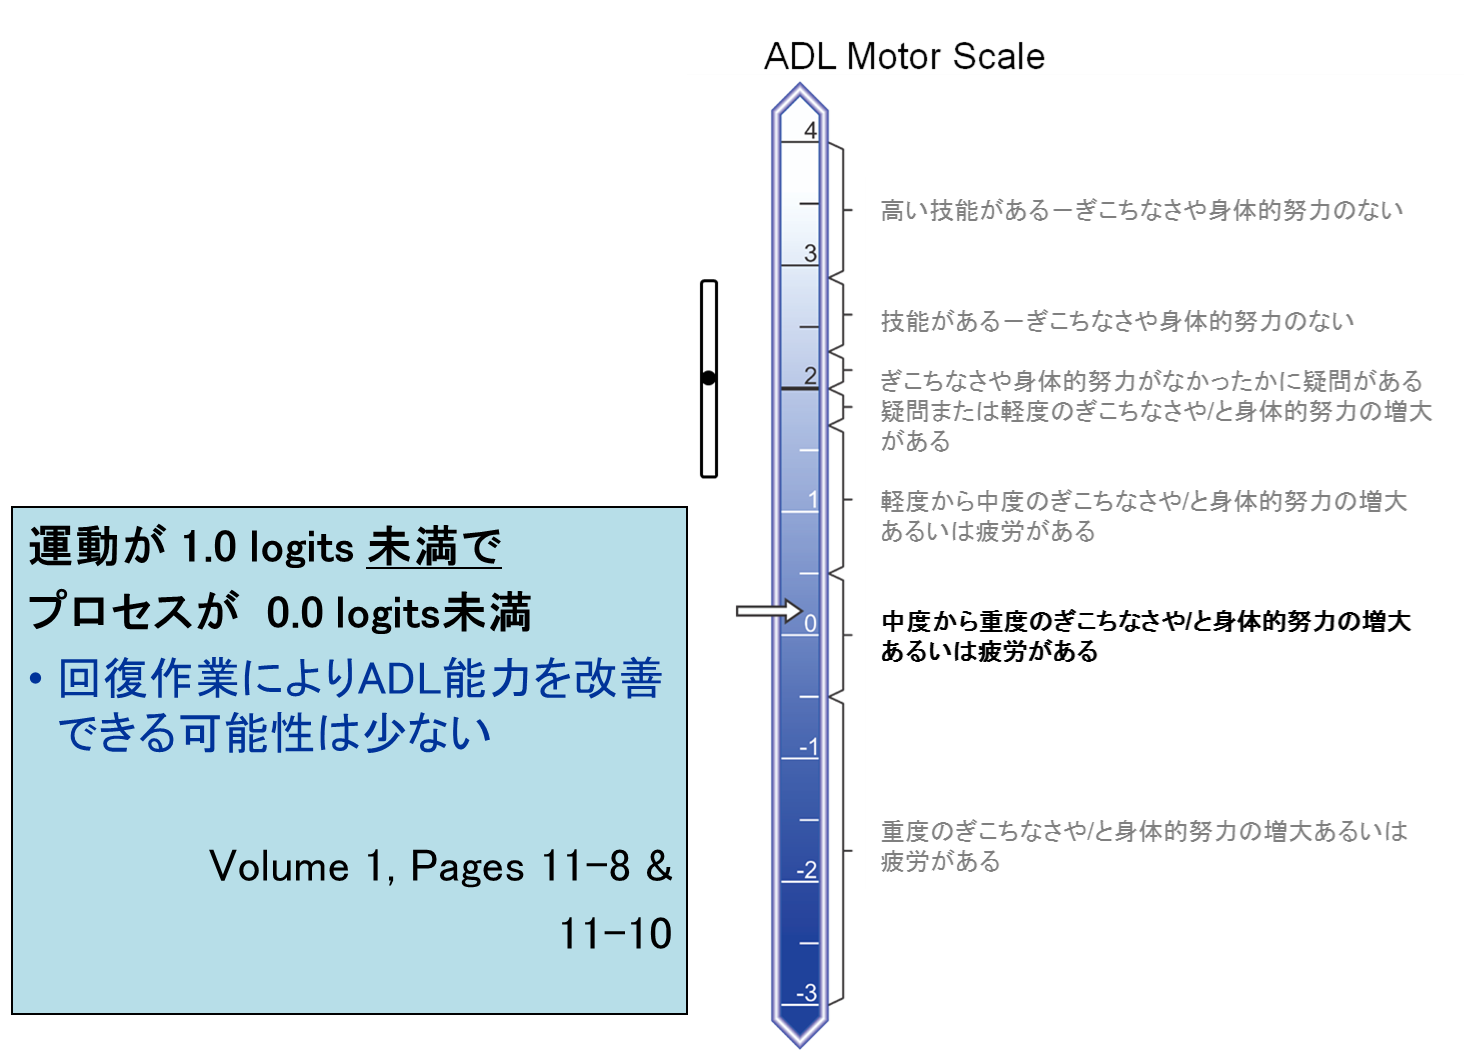 ADL Motor Scale
4
3
2
1
0
-1
-2
-3
高い技能がある－ぎこちなさや身体的努力のない
技能がある－ぎこちなさや身体的努力のない
ぎこちなさや身体的努力がなかったかに疑問がある
疑問または軽度のぎこちなさや/と身体的努力の増大
がある
軽度から中度のぎこちなさや/と身体的努力の増大
あるいは疲労がある
中度から重度のぎこちなさや/と身体的努力の増大
あるいは疲労がある
重度のぎこちなさや/と身体的努力の増大あるいは
疲労がある
運動が 1.0 logits 未満で
プロセスが 0.0 logits未満
• 回復作業によりADL能力を改善
できる可能性は少ない
Volume 1, Pages 11-8 &
11-10